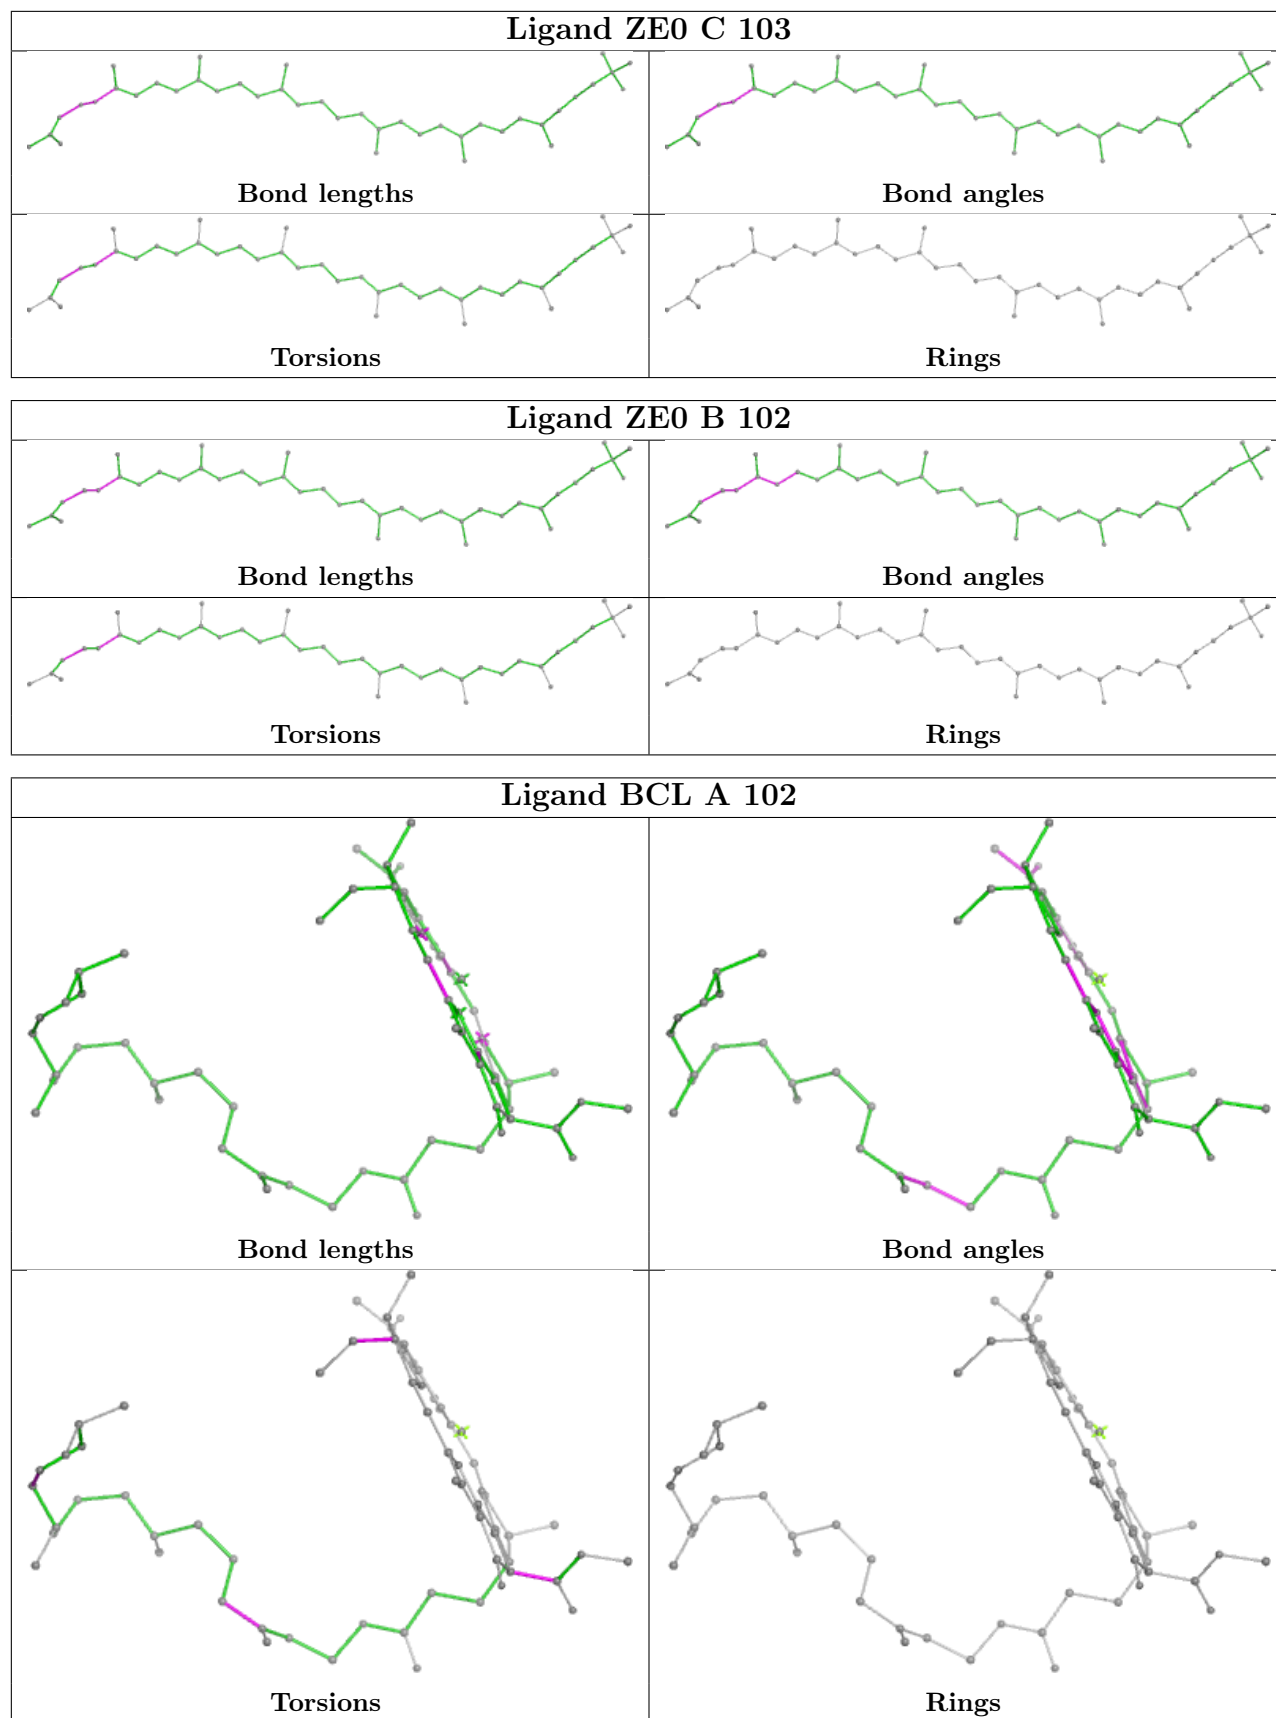 Ligand ZE0 C 103
Bond lengths
Bond angles
Torsions
Rings
Ligand ZE0 B 102
Bond lengths
Bond angles
Torsions
Rings
Ligand BCL A 102
Bond lengths
Bond angles
Torsions
Rings